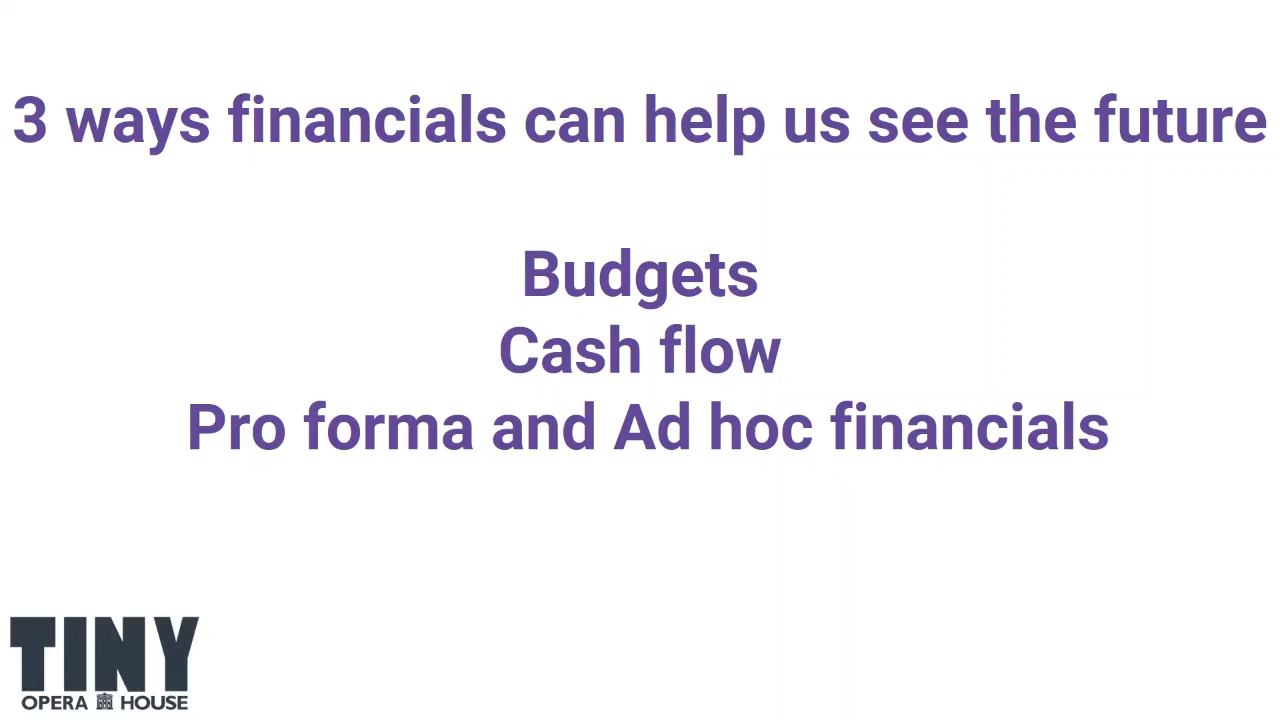 3 ways financials can help us see the future
Budgets
Cash flow
Pro forma and Ad hoc financials
TINY
OPERA HOUSE